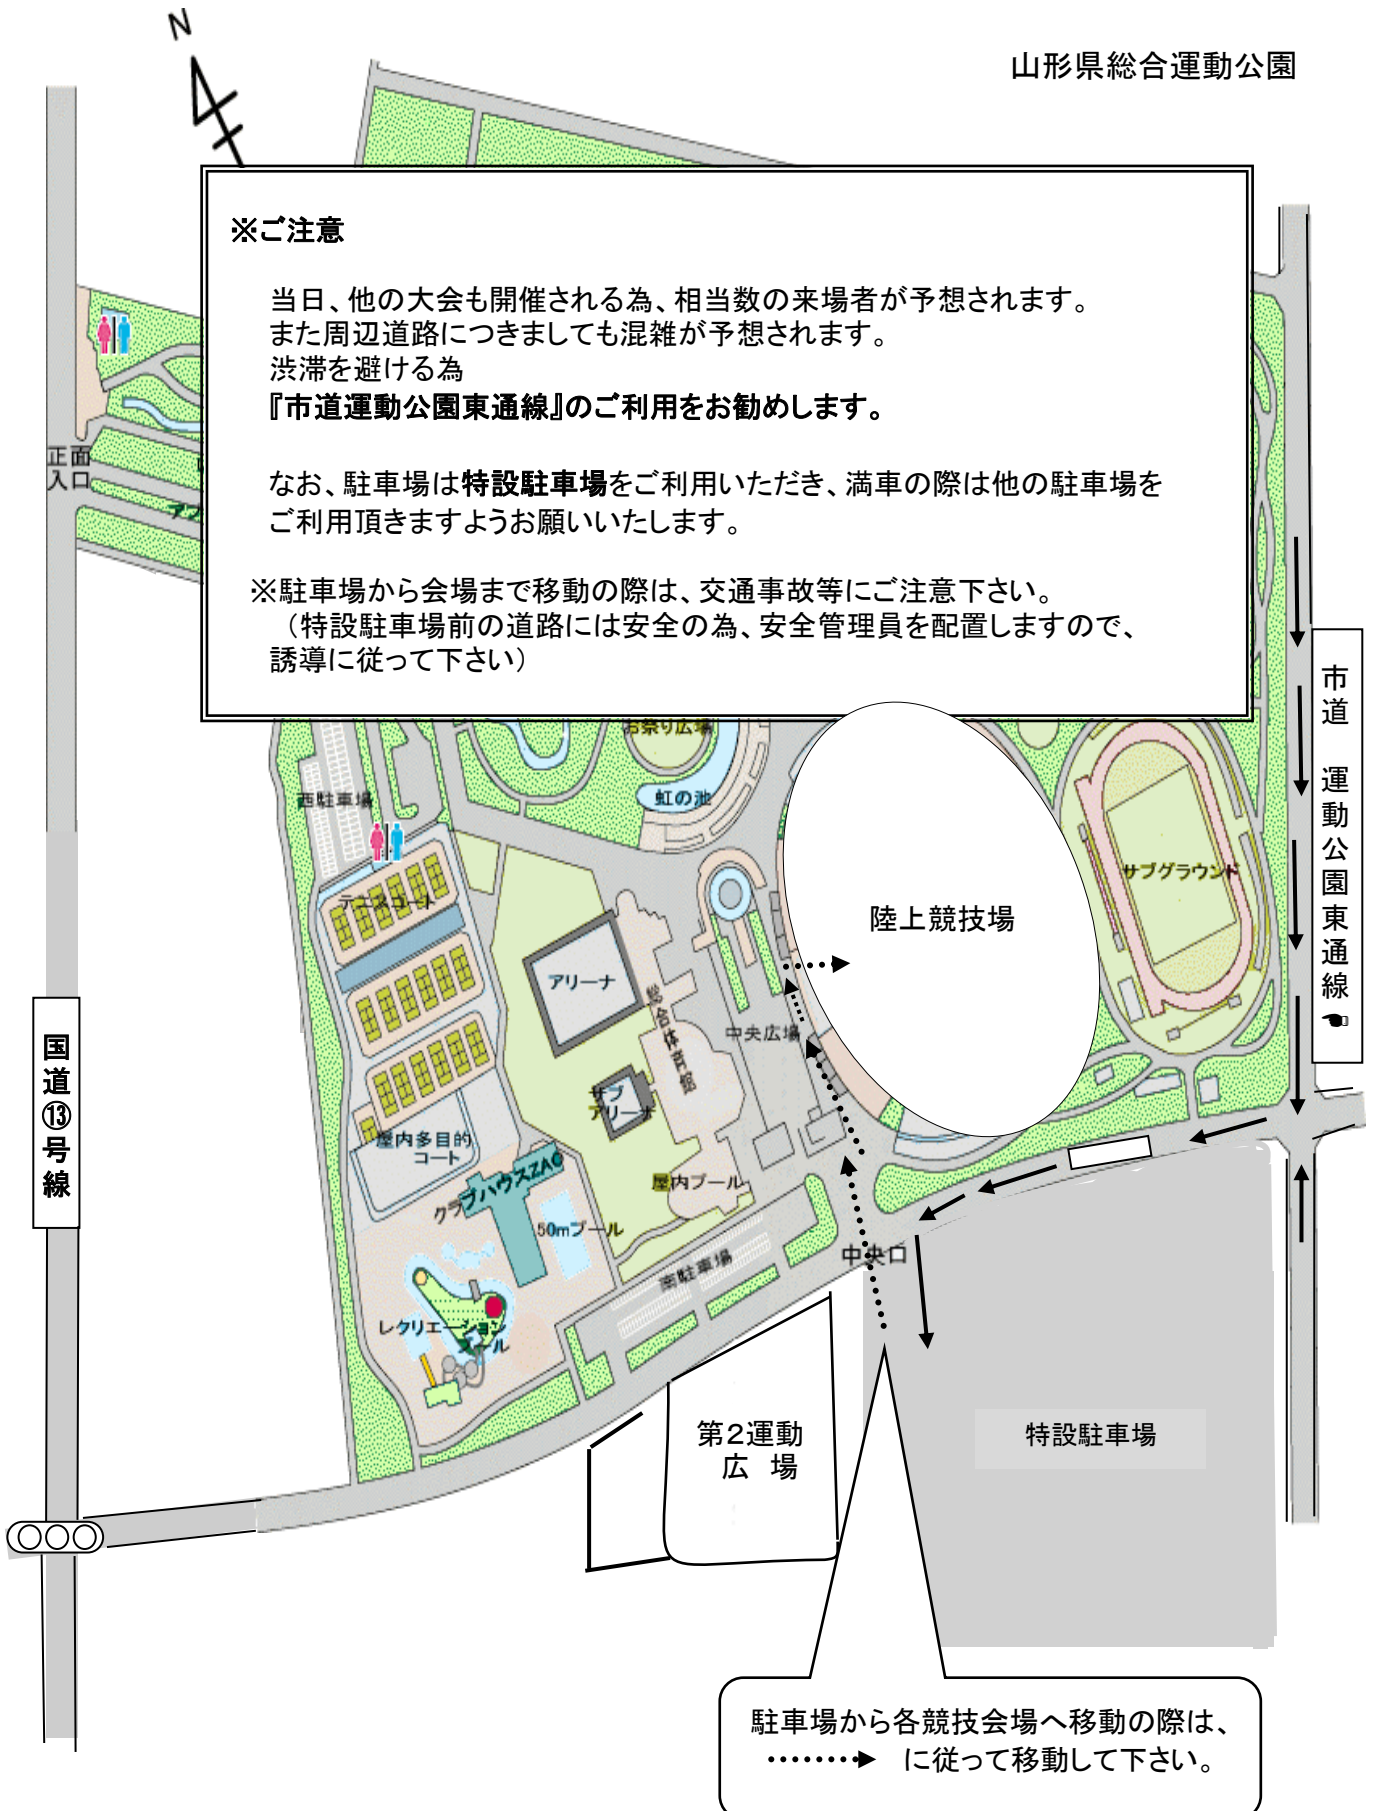 N
山形県総合運動公園
※ご注意
当日、他の大会も開催される為、相当数の来場者が予想されます。
また周辺道路につきましても混雑が予想されます。
渋滞を避ける為
『市道運動公園東通線』のご利用をお勧めします。
なお、駐車場は特設駐車場をご利用いただき、満車の際は他の駐車場を
ご利用頂きますようお願いいたします。
※駐車場から会場まで移動の際は、交通事故等にご注意下さい。
（特設駐車場前の道路には安全の為、安全管理員を配置しますので、
誘導に従って下さい）
正面
入口
市道　運動公園東通線☚
お祭り広場
西駐車場
虹の池
サブグラウンド
テニスコート
陸上競技場
アリーナ
総合体育館
中央広場
国道⑬号線
サブ
アリーナ
屋内多目的
コート
クラブハウスZAO
屋内プール
50mプール
中央口
南駐車場
レクリエーション
プール
第2運動
広　場
特設駐車場
駐車場から各競技会場へ移動の際は、
に従って移動して下さい。